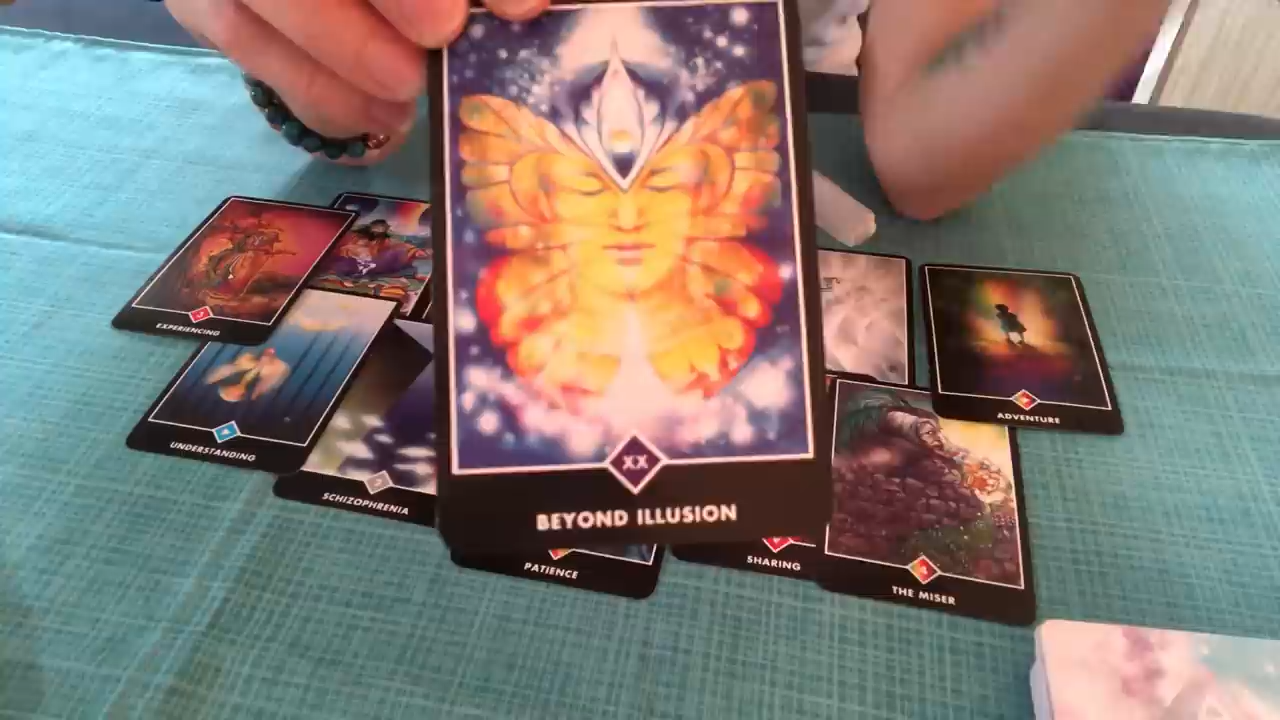 XX
BEYOND ILLUSION
EXPERIENCING
UNDERSTANDING
SCHIZOPHRENIA
PATIENCE
SHARING
THE MISER
ADVENTURE